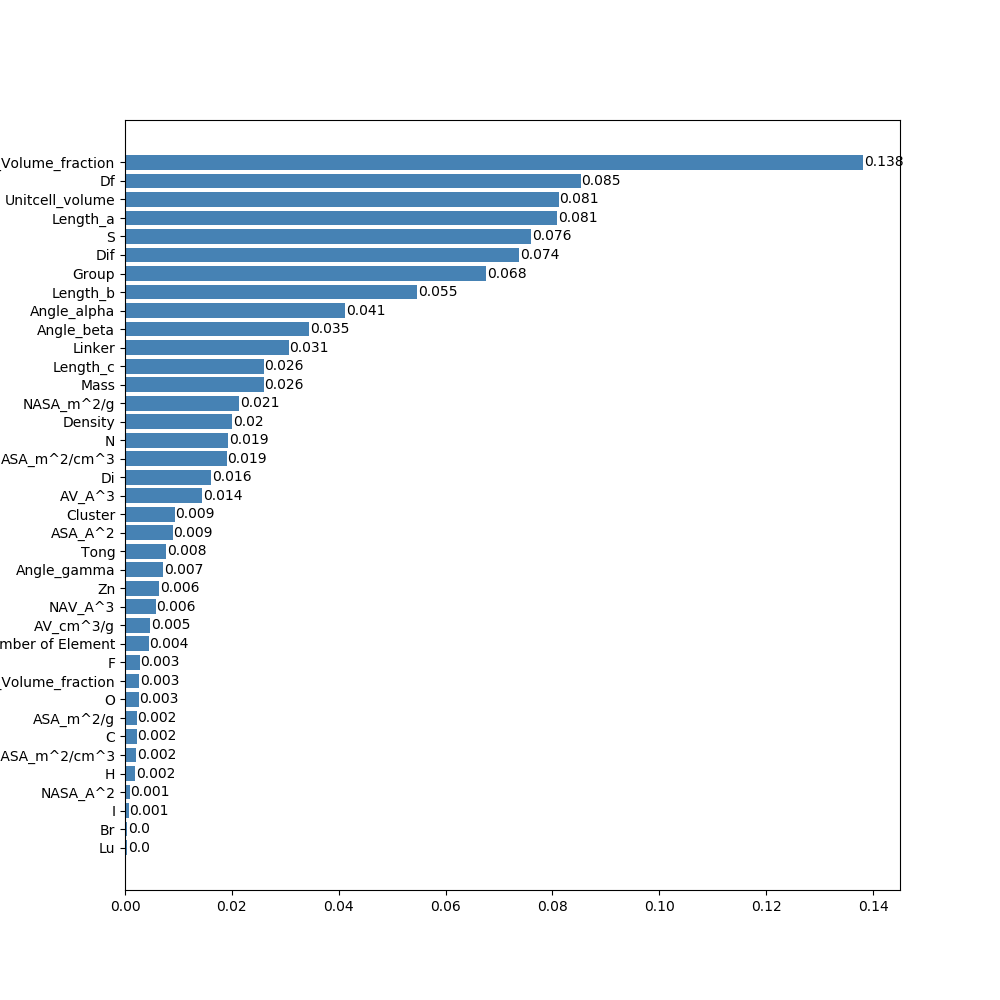 _Volume_fraction 0.138
Df 0.085
Unitcell_volume 0.081
Length_a 0.081
S 0.076
Dif 0.074
Group 0.068
Length_b 0.055
Angle_alpha 0.041
Angle_beta 0.035
Linker 0.031
Length_c 0.026
Mass 0.026
NASA_m^2/g 0.021
Density 0.02
N 0.019
ASA_m^2/cm^3 0.019
Di 0.016
AV_A^3 0.014
Cluster 0.009
ASA_A^2 0.009
Tong 0.008
Angle_gamma 0.007
Zn 0.006
NAV_A^3 0.006
AV_cm^3/g 0.005
mber of Element 0.004
F 0.003
_Volume_fraction 0.003
O 0.003
ASA_m^2/g 0.002
C 0.002
ASA_m^2/cm^3 0.002
H 0.002
NASA_A^2 0.001
I 0.001
Br 0.0
Lu 0.0
0.00 0.02 0.04 0.06 0.08 0.10 0.12 0.14